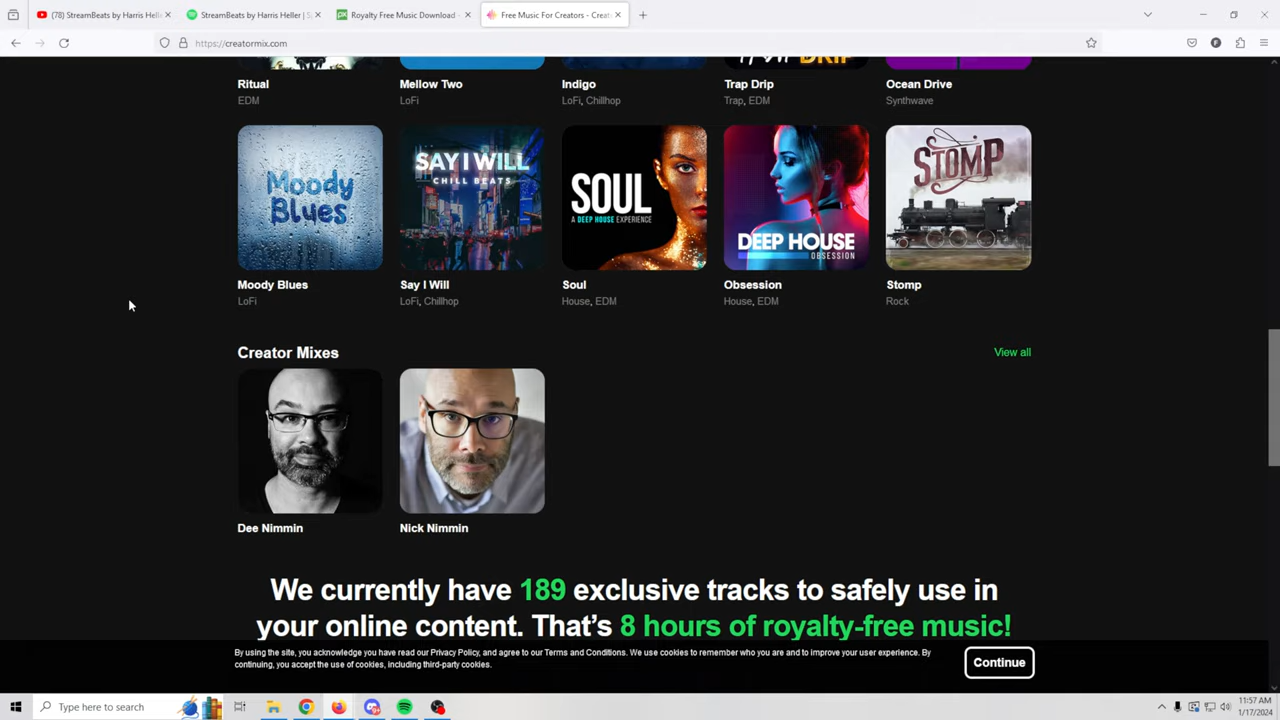 (78) StreamBeats by Harris Hell
StreamBeats by Harris Heller | S
Royalty Free Music Download -
Free Music For Creators - Creat
https://creatormix.com
Ritual
EDM
Mellow Two
LoFi
Indigo
LoFi, Chillhop
Trap Drip
Trap, EDM
DRIP
Ocean Drive
Synthwave
Moody
Blues
SAY I WILL
CHILL BEATS
SOUL
A DEEP HOUSE EXPERIENCE
DEEP HOUSE
OBSESSION
STOMP
Moody Blues
LoFi
Say I Will
LoFi, Chillhop
Soul
House, EDM
Obsession
House, EDM
Stomp
Rock
Creator Mixes
View all
Dee Nimmin
Nick Nimmin
We currently have 189 exclusive tracks to safely use in
your online content. That's 8 hours of royalty-free music!
By using the site, you acknowledge you have read our Privacy Policy, and agree to our Terms and Conditions. We use cookies to remember who you are and to improve your user experience. By
continuing, you accept the use of cookies, including third-party cookies.
Continue
Type here to search
11:57 AM
1/17/2024